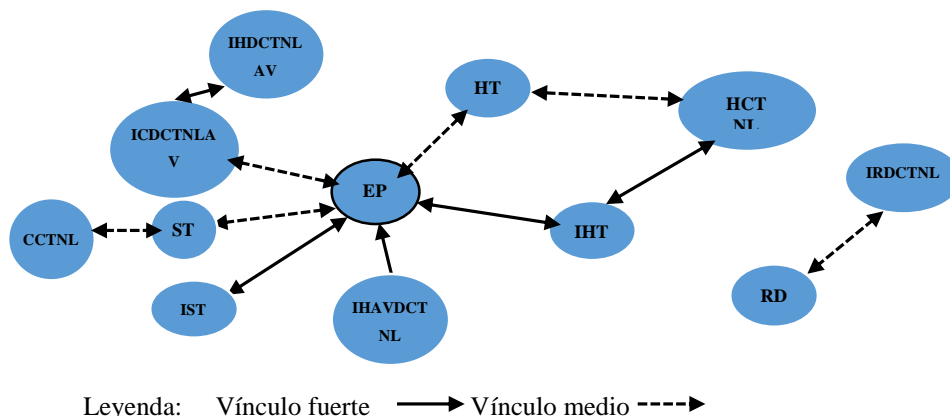 IHDCTNL
AV
HT
HCT
NL
ICDCTNLA
V
IRDCTNL
EP
ST
IHT
CCTNL
IST
IHAVDCT
NL
RD
Leyenda: Vínculo fuerte Vínculo medio